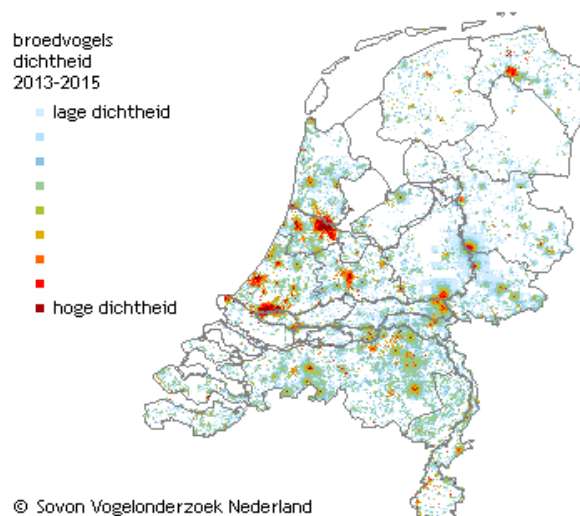 broedvogels
dichtheid
2013-2015
lage dichtheid
hoge dichtheid
© Sovon Vogelonderzoek Nederland